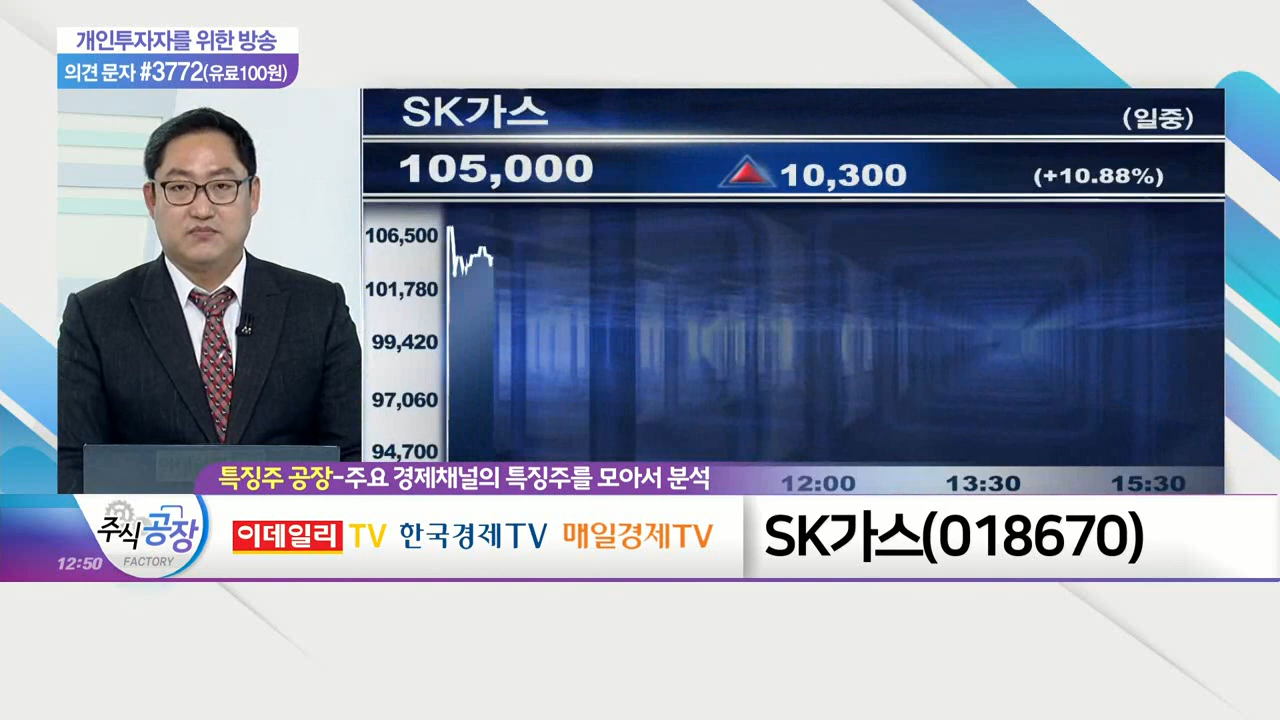 개인투자자를 위한 방송
의견 문자 #3772(유료100원)
SK가스
(일중)
105,000
10,300
(+10.88%)
106,500
101,780
99,420
97,060
94,700
12:00
13:30
15:30
특징주 공장-주요 경제채널의 특징주를 모아서 분석
주식공장
FACTORY
12:50
이데일리 TV 한국경제TV 매일경제TV
SK가스(018670)